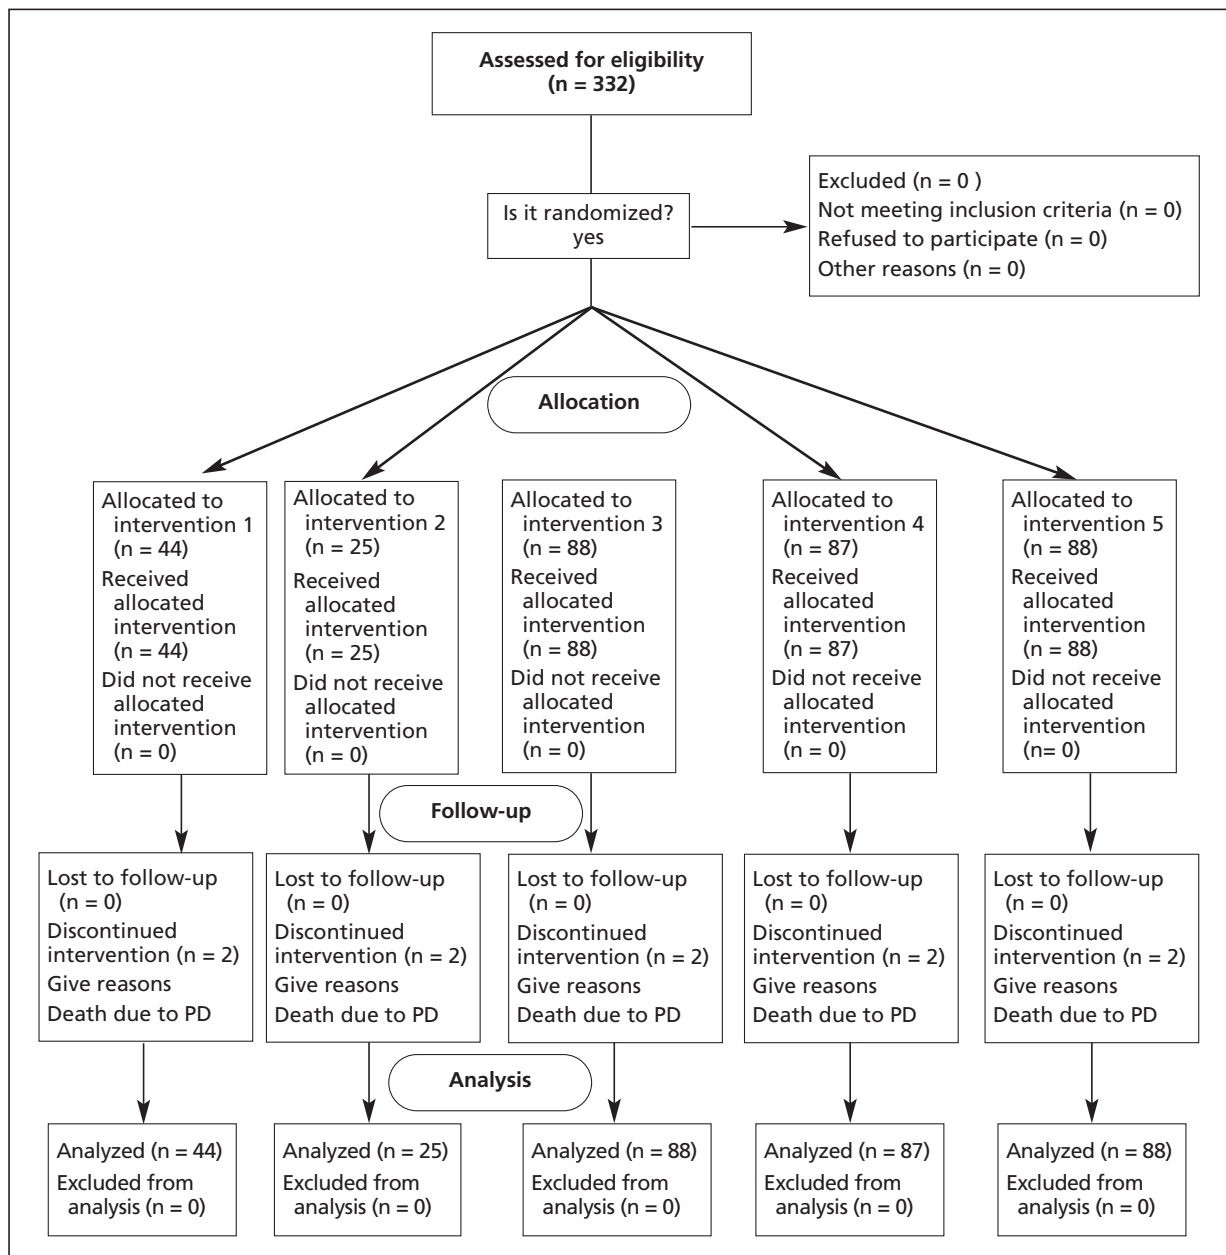 Assessed for eligibility
(n = 332)
Is it randomized?
yes
Excluded (n = 0 )
Not meeting inclusion criteria (n = 0)
Refused to participate (n = 0)
Other reasons (n = 0)
Allocation
Allocated to
intervention 1
(n = 44)
Received
allocated
intervention
(n = 44)
Did not receive
allocated
intervention
(n = 0)
Allocated to
intervention 2
(n = 25)
Received
allocated
intervention
(n = 25)
Did not receive
allocated
intervention
(n = 0)
Allocated to
intervention 3
(n = 88)
Received
allocated
intervention
(n = 88)
Did not receive
allocated
intervention
(n = 0)
Allocated to
intervention 4
(n = 87)
Received
allocated
intervention
(n = 87)
Did not receive
allocated
intervention
(n = 0)
Allocated to
intervention 5
(n = 88)
Received
allocated
intervention
(n = 88)
Did not receive
allocated
intervention
(n= 0)
Follow-up
Lost to follow-up
(n = 0)
Discontinued
intervention (n = 2)
Give reasons
Death due to PD
Lost to follow-up
(n = 0)
Discontinued
intervention (n = 2)
Give reasons
Death due to PD
Lost to follow-up
(n = 0)
Discontinued
intervention (n = 2)
Give reasons
Death due to PD
Lost to follow-up
(n = 0)
Discontinued
intervention (n = 2)
Give reasons
Death due to PD
Lost to follow-up
(n = 0)
Discontinued
intervention (n = 2)
Give reasons
Death due to PD
Analysis
Analyzed (n = 44)
Excluded from
analysis (n = 0)
Analyzed (n = 25)
Excluded from
analysis (n = 0)
Analyzed (n = 88)
Excluded from
analysis (n = 0)
Analyzed (n = 87)
Excluded from
analysis (n = 0)
Analyzed (n = 88)
Excluded from
analysis (n = 0)